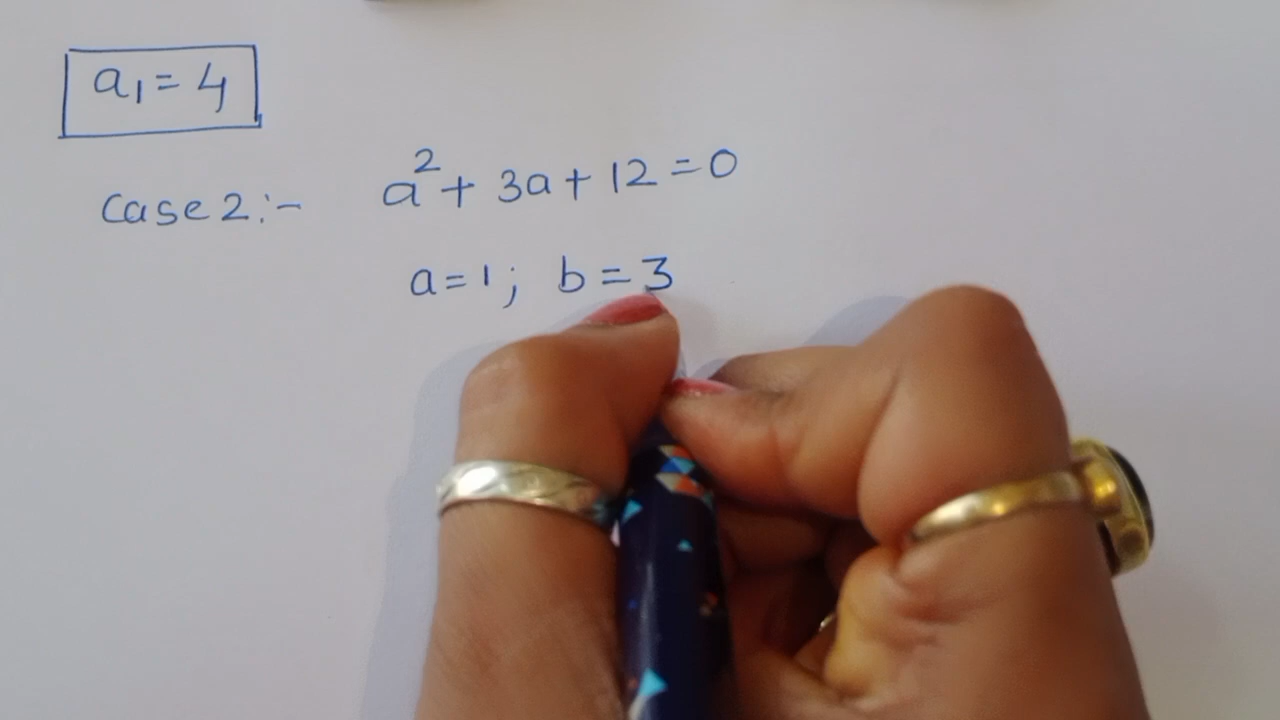 a₁ = 4
Case 2 :- a² + 3a + 12 = 0
a = 1 ; b = 3